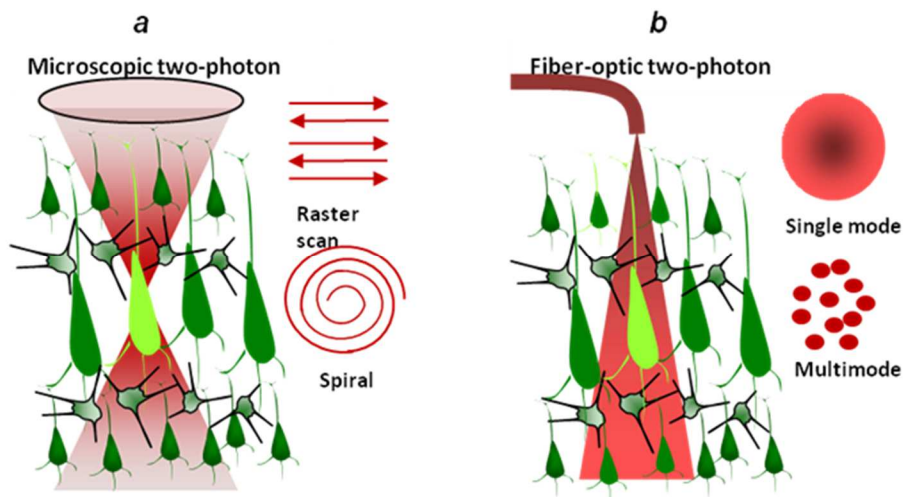 a
Microscopic two-photon
Raster
scan
Spiral
b
Fiber-optic two-photon
Single mode
Multimode